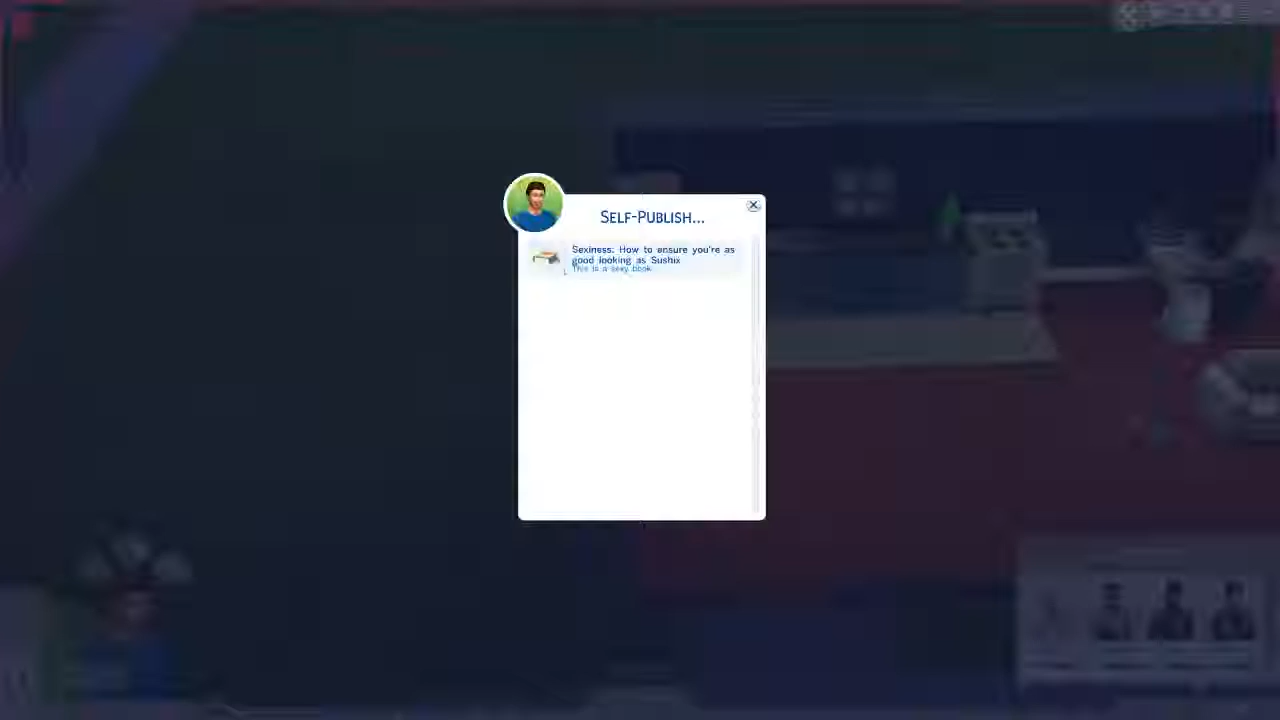 Self-Publish...
Sexiness: How to ensure you're as
good looking as Sushix
This is a sexy book